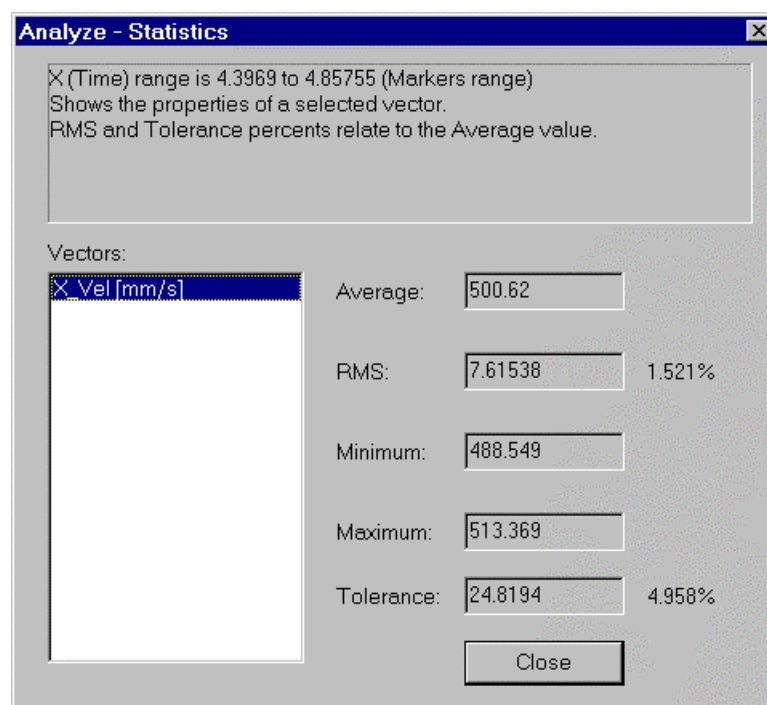 Analyze - Statistics
X (Time) range is 4.3969 to 4.85755 (Markers range)
Shows the properties of a selected vector.
RMS and Tolerance percents relate to the Average value.
Vectors:
X_Vel [mm/s]
Average: 500.62
RMS: 7.61538 1.521%
Minimum: 488.549
Maximum: 513.369
Tolerance: 24.8194 4.958%
Close